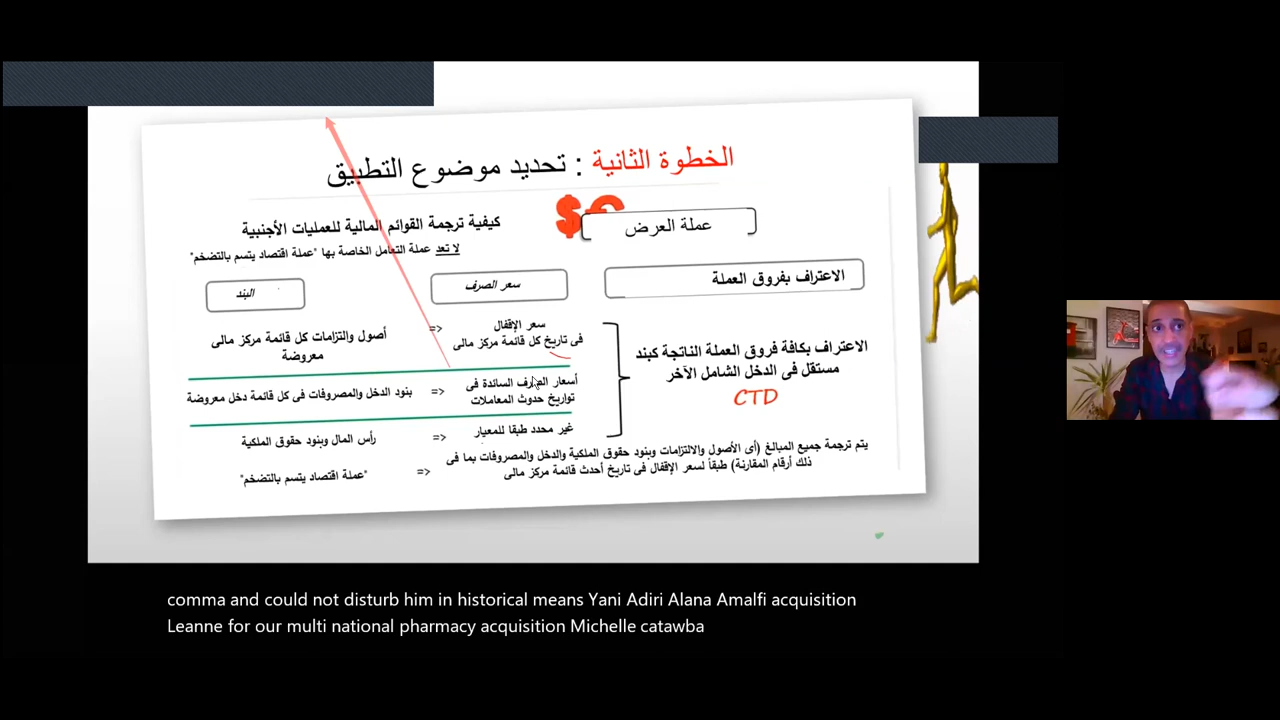 الخطوة الثانية : تحديد موضوع التطبيق
كيفية ترجمة القوائم المالية للعمليات الأجنبية
لا تعد عملة التعامل الخاصة بها "عملة اقتصاد يتسم بالتضخم"
$€
عملة العرض
الاعتراف بفروق العملة
سعر الصرف
البند
سعر الإقفال
فى تاريخ كل قائمة مركز مالى
<=
أصول والتزامات كل قائمة مركز مالى
معروضة
أسعار الصرف السائدة فى
تواريخ حدوث المعاملات
<=
بنود الدخل والمصروفات فى كل قائمة دخل معروضة
غير محدد طبقا للمعيار
<=
رأس المال وبنود حقوق الملكية
الاعتراف بكافة فروق العملة الناتجة كبند
مستقل فى الدخل الشامل الآخر
CTD
يتم ترجمة جميع المبالغ (أى الأصول والالتزامات وبنود حقوق الملكية والدخل والمصروفات بما فى
ذلك أرقام المقارنة) طبقاً لسعر الإقفال فى تاريخ أحدث قائمة مركز مالى
<=
"عملة اقتصاد يتسم بالتضخم"
comma and could not disturb him in historical means Yani Adiri Alana Amalfi acquisition
Leanne for our multi national pharmacy acquisition Michelle catawba